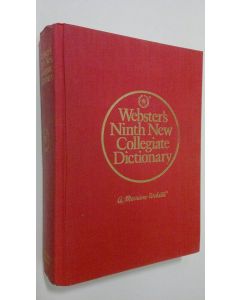 Webster's
Ninth New
Collegiate
Dictionary
A Merriam-Webster